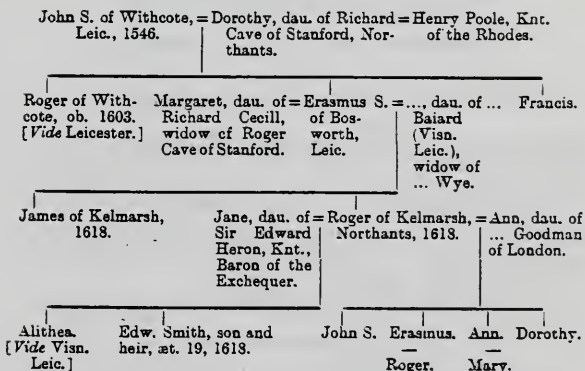 John S. of Withcote, = Dorothy, dau. of Richard = Henry Poole, Knt.
Leic., 1546. Cave of Stanford, Nor- of the Rhodes.
thants.
Roger of With- Margaret, dau. of = Erasmus S. = ..., dau. of ... Francis.
cote, ob. 1603. Richard Cecill, of Bos- Baiard
[Vide Leicester.] widow of Roger worth, (Visn.
Cave of Stanford. Leic. Leic.),
widow of
... Wye.
James of Kelmarsh, Jane, dau. of = Roger of Kelmarsh, = Ann, dau. of
1618. Sir Edward Northants, 1618. ... Goodman
Heron, Knt., of London.
Baron of the
Exchequer.
Alithea. Edw. Smith, son and John S. Erasmus. Ann. Dorothy.
[Vide Visn. heir, æt. 19, 1618.
Leic.] Roger. Mary.